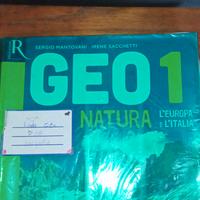 R
SERGIO MANTOVANI IRENE SACCHETTI
GEO 1
NATURA
L'EUROPA
E L'ITALIA